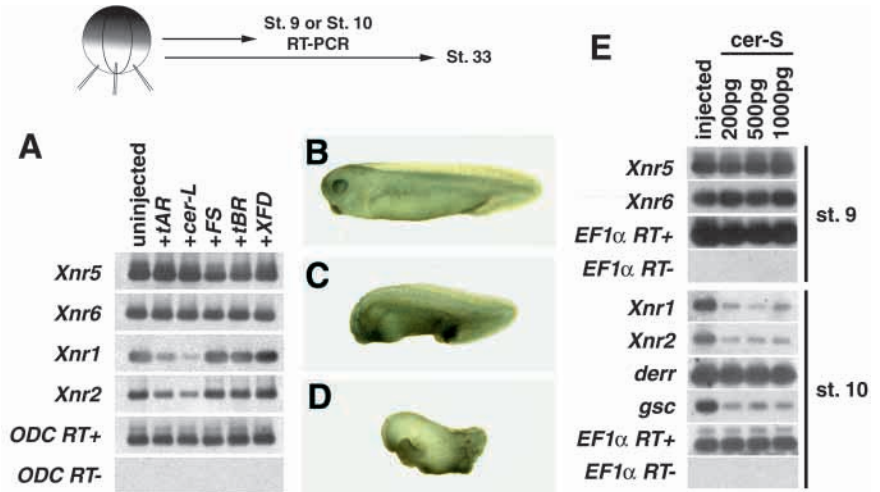 St. 9 or St. 10
RT-PCR
St. 33
A
uninjected
+tAR
+cer-L
+FS
+tBR
+XFD
Xnr5
Xnr6
Xnr1
Xnr2
ODC RT+
ODC RT-
B
C
D
E
cer-S
injected
200pg
500pg
1000pg
Xnr5
Xnr6
EF1α RT+
EF1α RT-
st. 9
Xnr1
Xnr2
derr
gsc
EF1α RT+
EF1α RT-
st. 10